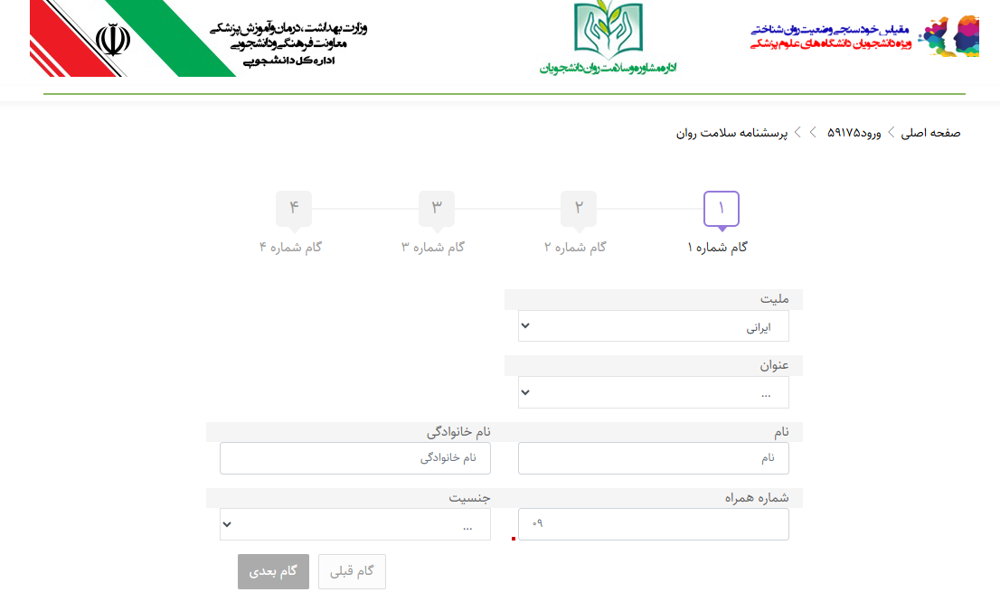 مقیاس خودسنجی وضعیت روان شناختی
ویژه دانشجویان دانشگاه های علوم پزشکی
اداره مشاوره و سلامت روان دانشجویان
وزارت بهداشت، درمان و آموزش پزشکی
معاونت فرهنگی و دانشجویی
اداره کل دانشجویی
صفحه اصلی > ورود۵۹۱۷۵ > > پرسشنامه سلامت روان
۱ ۲ ۳ ۴
گام شماره ۱ گام شماره ۲ گام شماره ۳ گام شماره ۴
ملیت
ایرانی
عنوان
...
نام نام خانوادگی
نام نام خانوادگی
شماره همراه جنسیت
۰۹ ...
گام قبلی گام بعدی